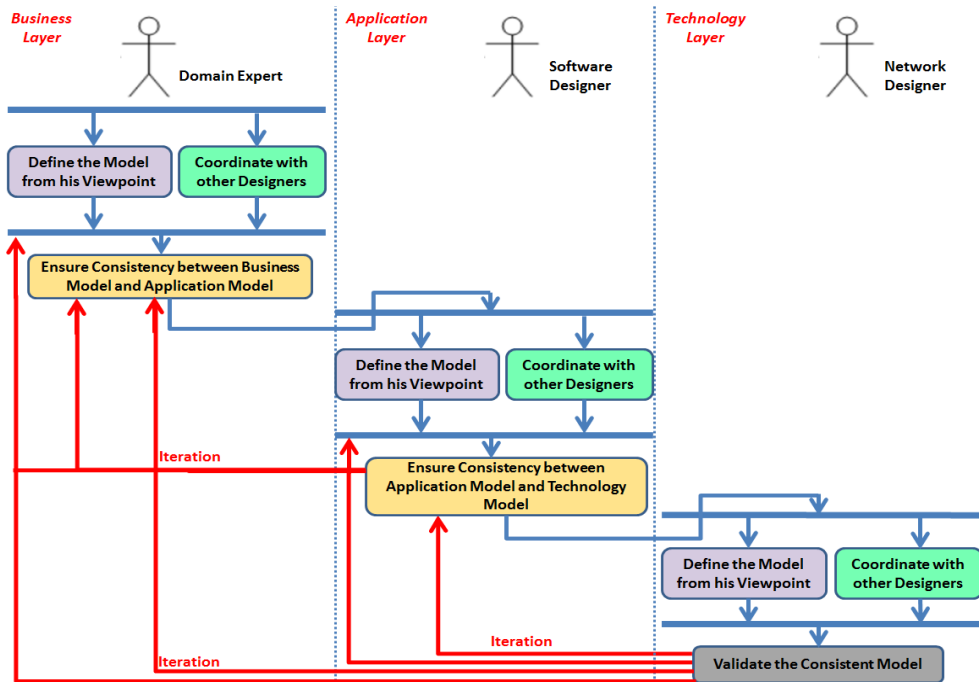 Business
Layer
Domain Expert
Application
Layer
Software
Designer
Technology
Layer
Network
Designer
Define the Model
from his Viewpoint
Coordinate with
other Designers
Ensure Consistency between Business
Model and Application Model
Define the Model
from his Viewpoint
Coordinate with
other Designers
Iteration
Ensure Consistency between
Application Model and Technology
Model
Define the Model
from his Viewpoint
Coordinate with
other Designers
Iteration
Iteration
Validate the Consistent Model